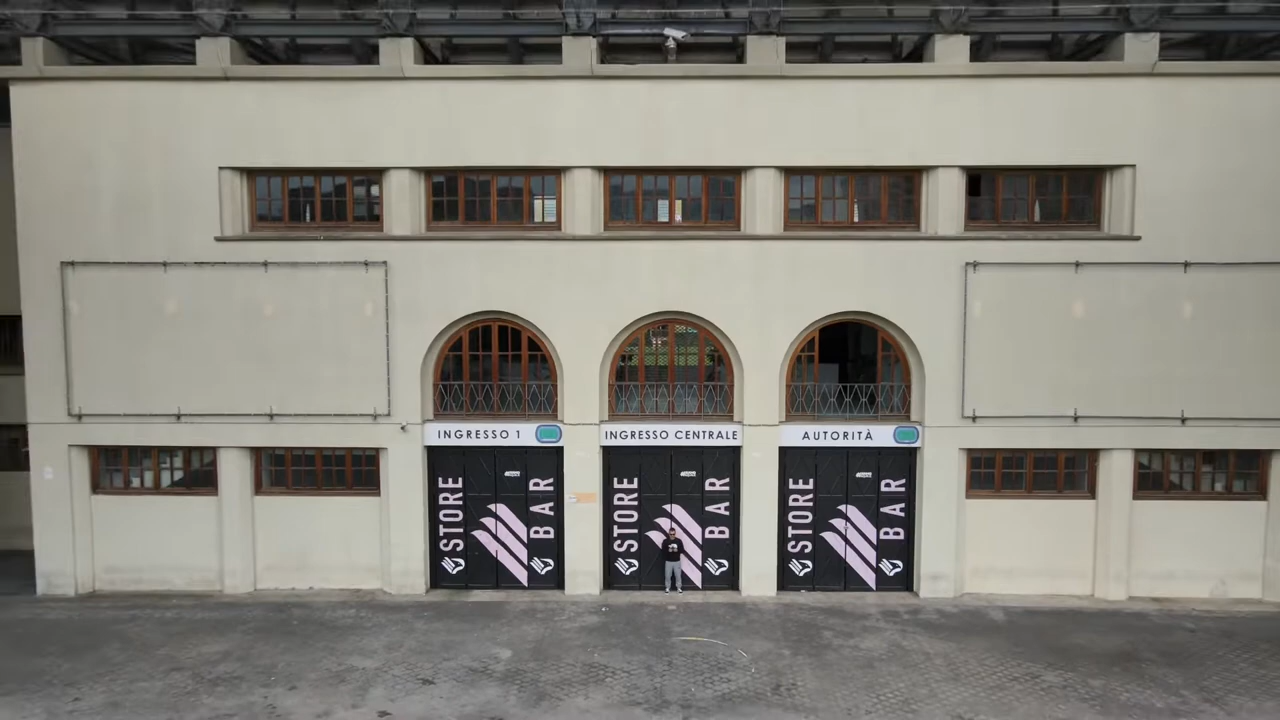 INGRESSO 1
INGRESSO CENTRALE
AUTORITÀ
STORE
BAR
STORE
BAR
STORE
BAR